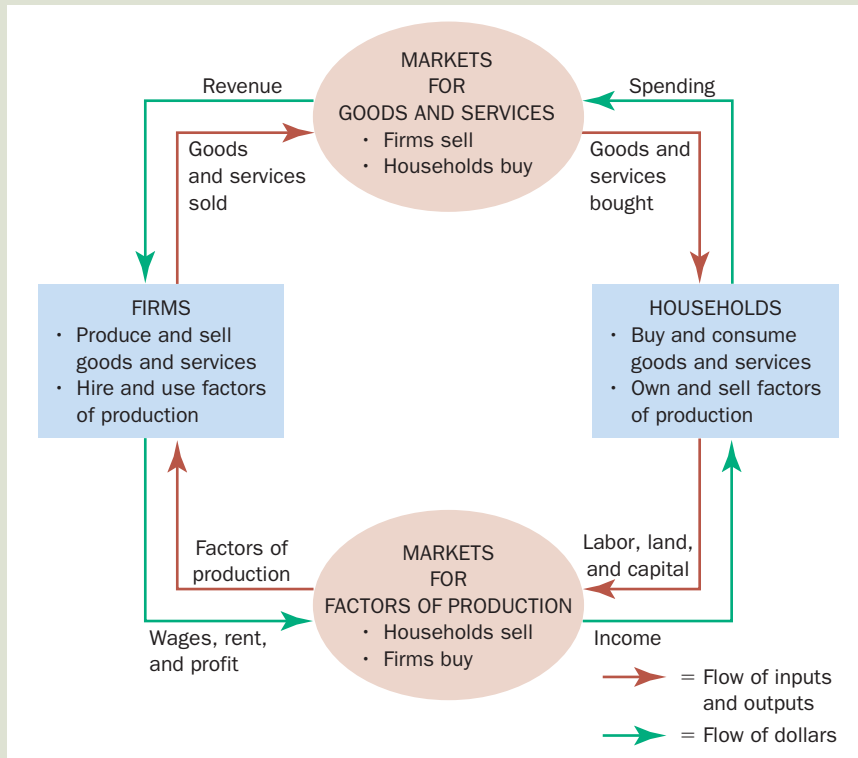 MARKETS
FOR
GOODS AND SERVICES
• Firms sell
• Households buy
Revenue
Spending
Goods
and services
sold
Goods and
services
bought
FIRMS
• Produce and sell
goods and services
• Hire and use factors
of production
HOUSEHOLDS
• Buy and consume
goods and services
• Own and sell factors
of production
Factors of
production
MARKETS
FOR
FACTORS OF PRODUCTION
• Households sell
• Firms buy
Labor, land,
and capital
Wages, rent,
and profit
Income
= Flow of inputs
and outputs
= Flow of dollars